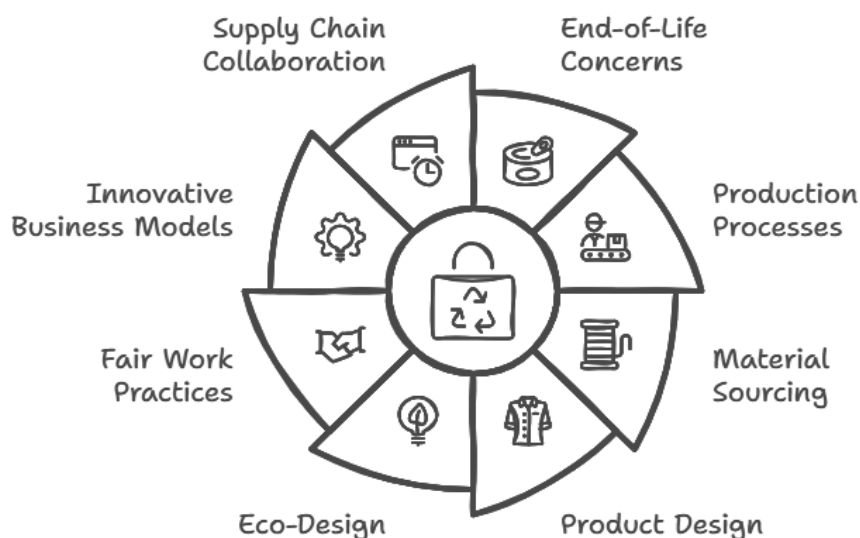 Supply Chain
Collaboration
End-of-Life
Concerns
Innovative
Business Models
Production
Processes
Fair Work
Practices
Material
Sourcing
Eco-Design
Product Design